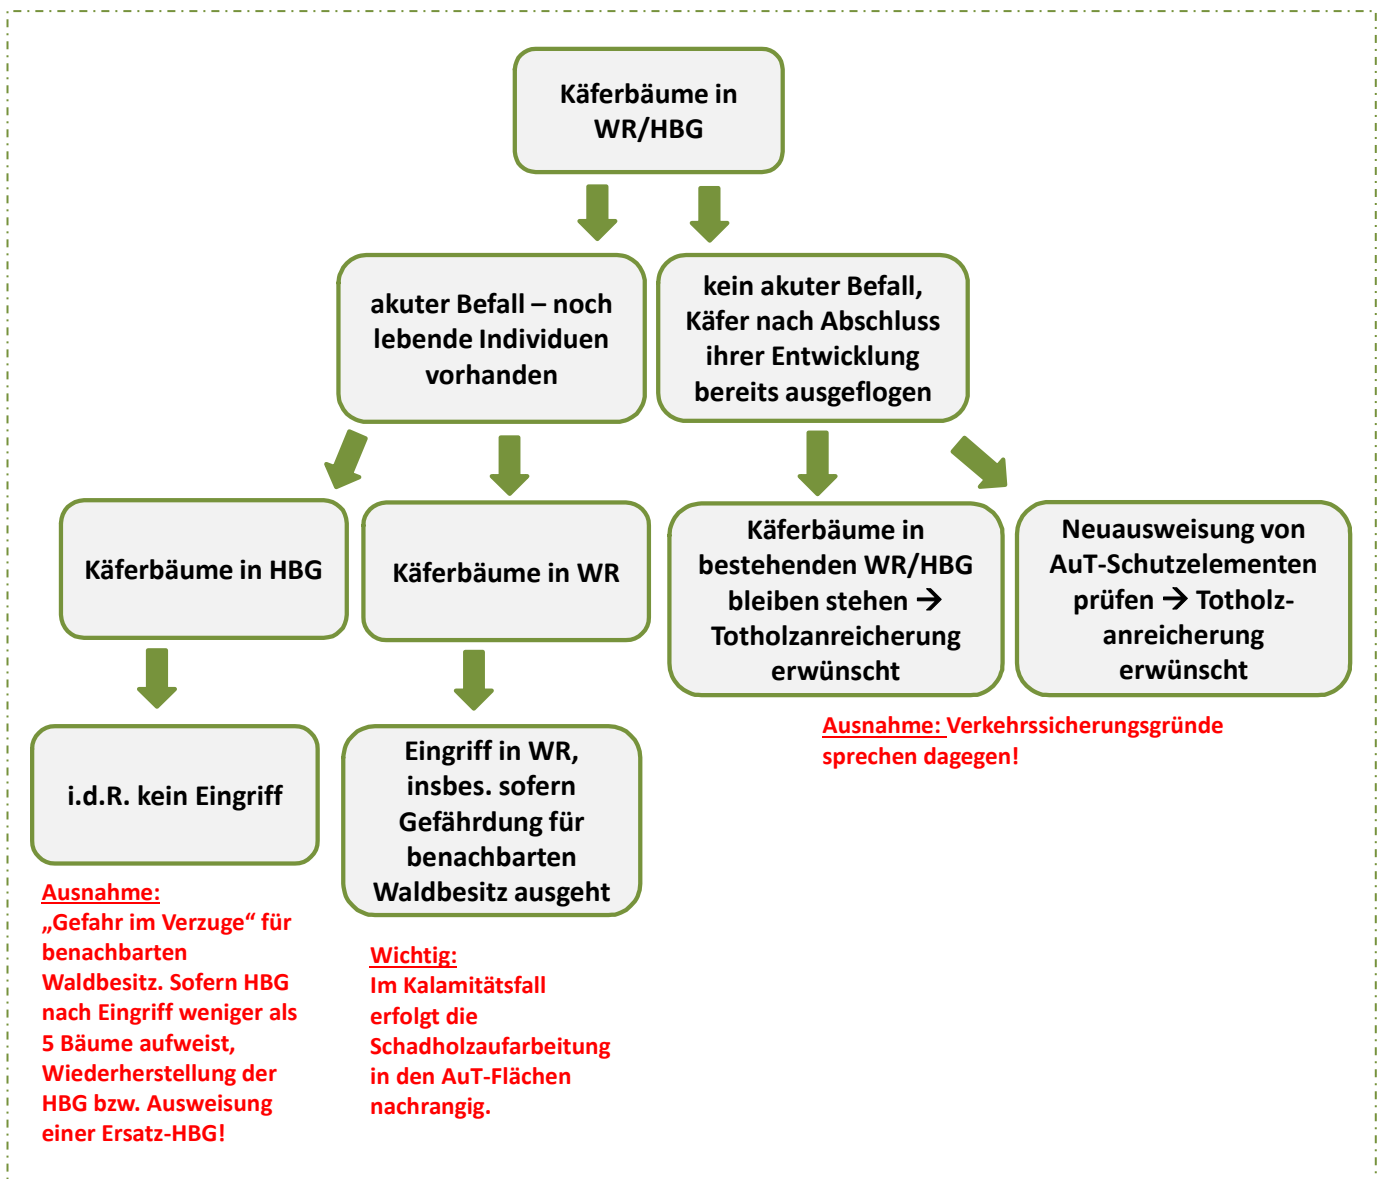 Käferbäume in
WR/HBG
akuter Befall – noch
lebende Individuen
vorhanden
kein akuter Befall,
Käfer nach Abschluss
ihrer Entwicklung
bereits ausgeflogen
Käferbäume in HBG
Käferbäume in WR
Käferbäume in
bestehenden WR/HBG
bleiben stehen →
Totholzanreicherung
erwünscht
Neuausweisung von
AuT-Schutzelementen
prüfen → Totholz-
anreicherung
erwünscht
i.d.R. kein Eingriff
Eingriff in WR,
insbes. sofern
Gefährdung für
benachbarten
Waldbesitz ausgeht
Ausnahme: Verkehrssicherungsgründe
sprechen dagegen!
Ausnahme:
„Gefahr im Verzuge“ für
benachbarten
Waldbesitz. Sofern HBG
nach Eingriff weniger als
5 Bäume aufweist,
Wiederherstellung der
HBG bzw. Ausweisung
einer Ersatz-HBG!
Wichtig:
Im Kalamitätsfall
erfolgt die
Schadholzaufarbeitung
in den AuT-Flächen
nachrangig.